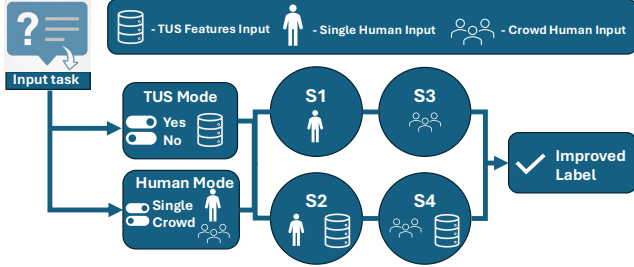 ?
- TUS Features Input
- Single Human Input
- Crowd Human Input
Input task
TUS Mode
Yes
No
Human Mode
Single
Crowd
S1
S3
S2
S4
Improved
Label